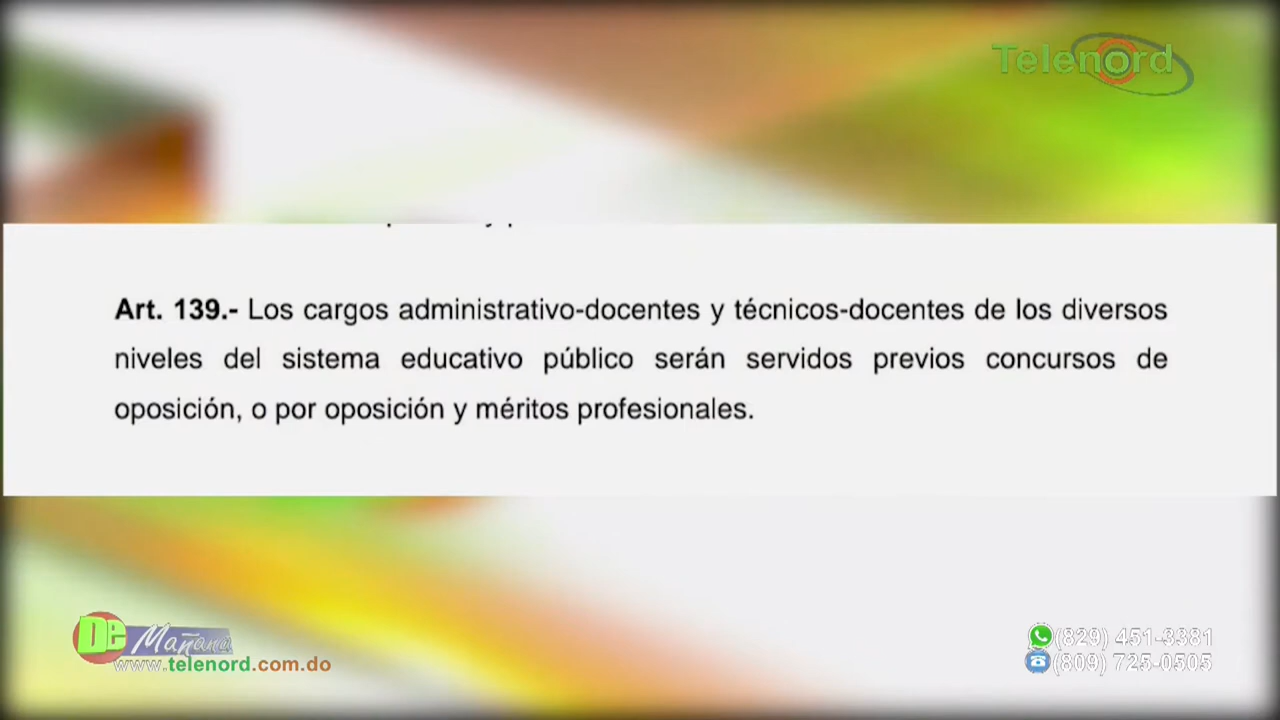 Telenord
Art. 139.- Los cargos administrativo-docentes y técnicos-docentes de los diversos
niveles del sistema educativo público serán servidos previos concursos de
oposición, o por oposición y méritos profesionales.
De Mañana
www.telenord.com.do
(829) 451-3381
(809) 725-0505